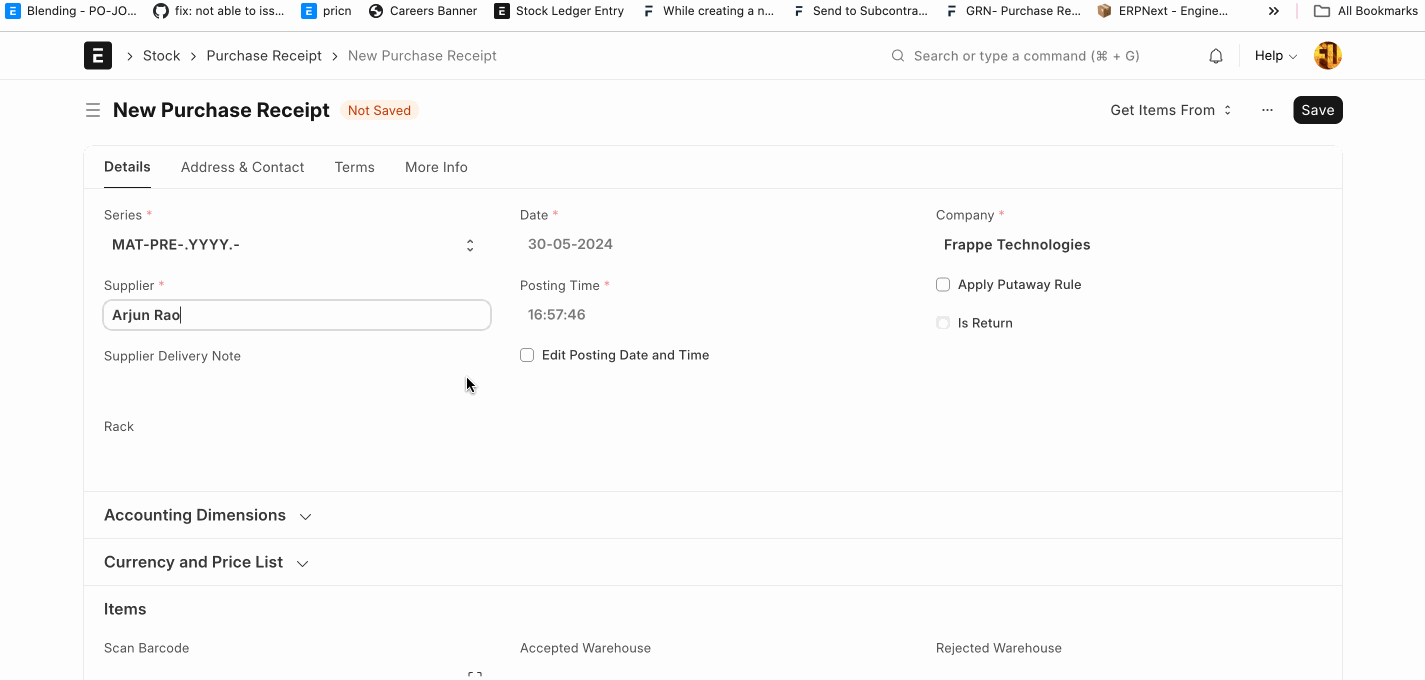 Blending - PO-JO... fix: not able to iss... pricn Careers Banner Stock Ledger Entry While creating a n... Send to Subcontra... GRN- Purchase Re... ERPNext - Engine... » All Bookmarks
E > Stock > Purchase Receipt > New Purchase Receipt Search or type a command (⌘ + G) Help
New Purchase Receipt Not Saved Get Items From ... Save
Details Address & Contact Terms More Info
Series * Date * Company *
MAT-PRE-.YYYY.- 30-05-2024 Frappe Technologies
Supplier * Posting Time * Apply Putaway Rule
Arjun Rao 16:57:46 Is Return
Supplier Delivery Note Edit Posting Date and Time
Rack
Accounting Dimensions
Currency and Price List
Items
Scan Barcode Accepted Warehouse Rejected Warehouse